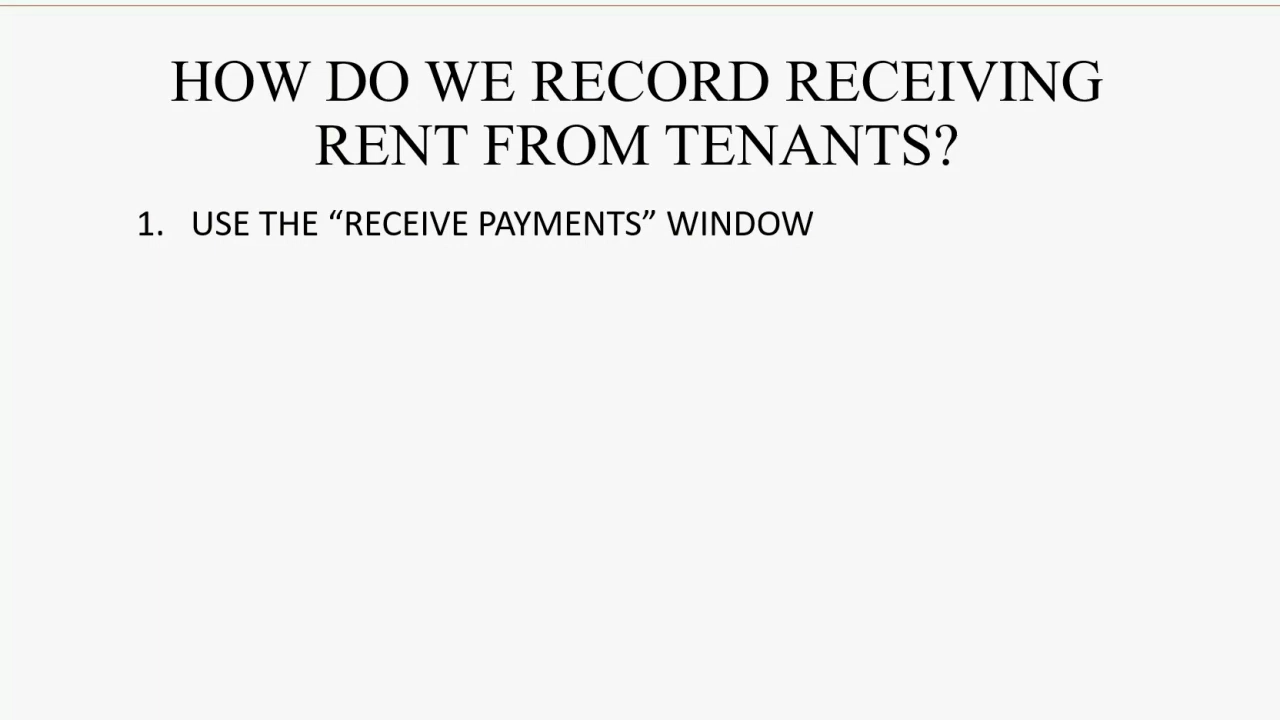 HOW DO WE RECORD RECEIVING
RENT FROM TENANTS?
1. USE THE “RECEIVE PAYMENTS” WINDOW